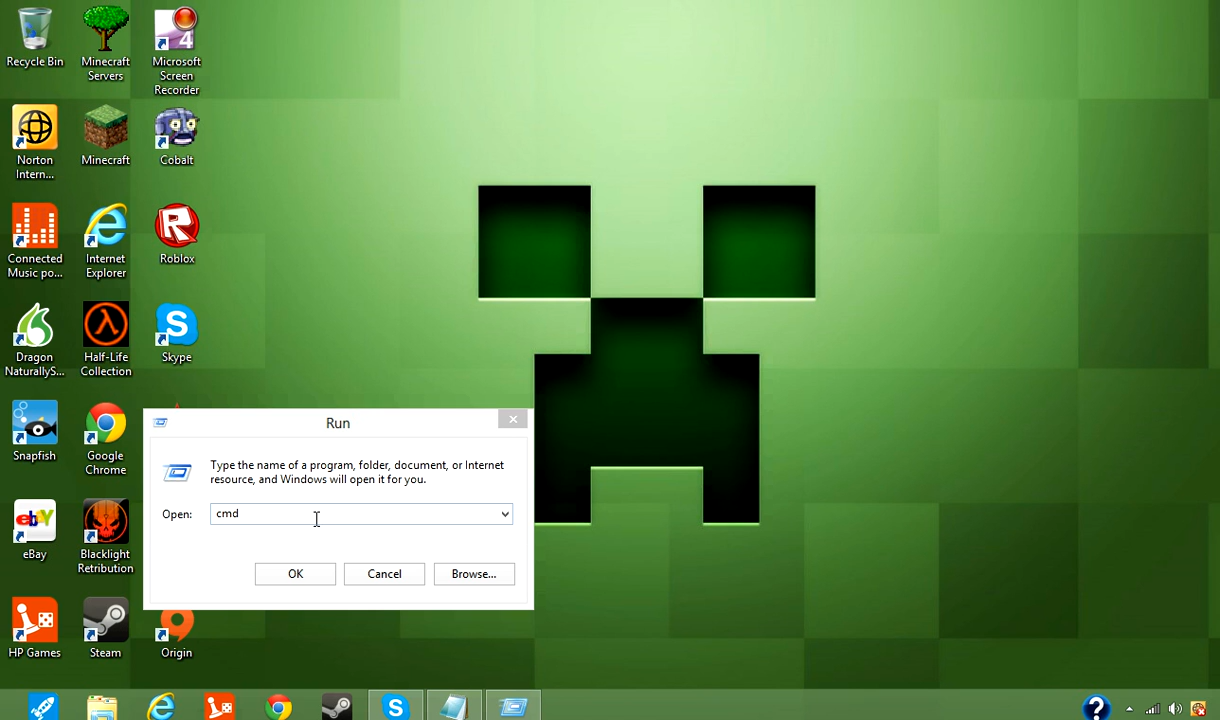 Recycle Bin
Minecraft
Servers
4
Microsoft
Screen
Recorder
Norton
Intern...
Minecraft
Cobalt
Connected
Music po...
Internet
Explorer
Roblox
Dragon
NaturallyS...
Half-Life
Collection
Skype
Snapfish
Google
Chrome
ebY
eBay
Blacklight
Retribution
HP Games
Steam
Origin
Run
Type the name of a program, folder, document, or Internet
resource, and Windows will open it for you.
Open:
cmd
OK
Cancel
Browse...